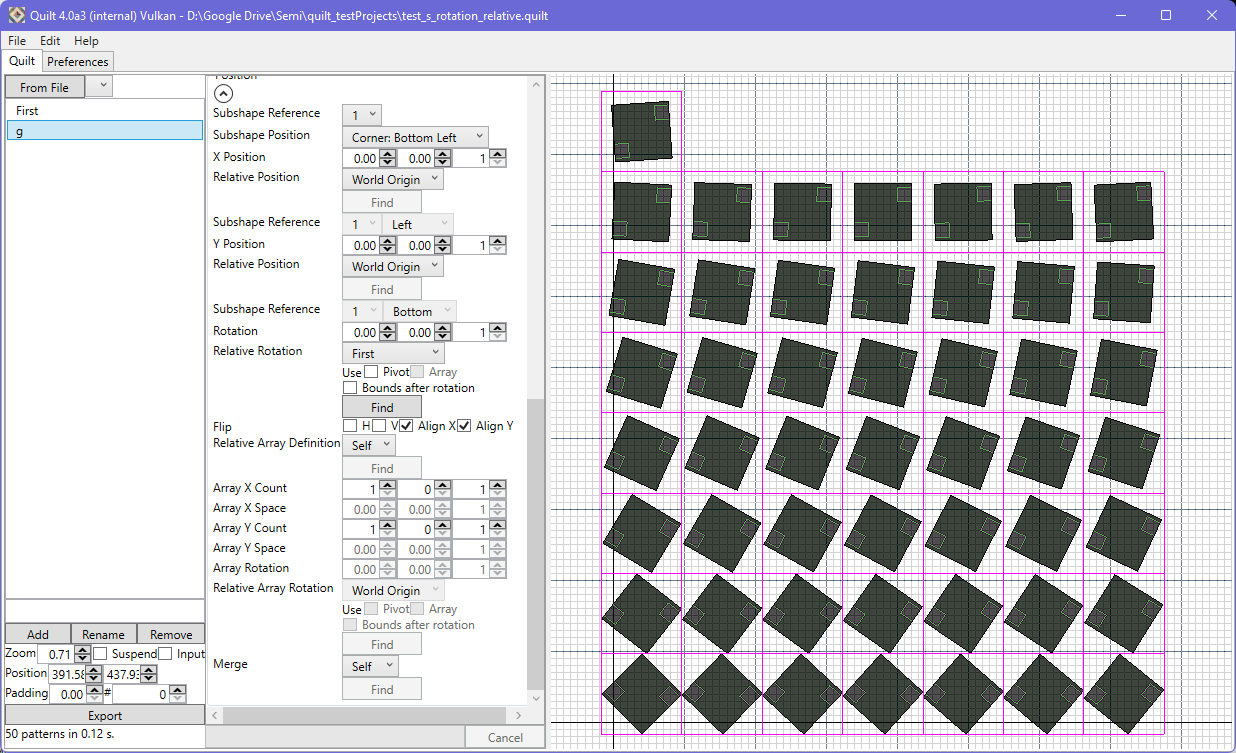 Quilt 4.0a3 (internal) Vulkan - D:\Google Drive\Semi\quilt_testProjects\test_s_rotation_relative.quilt
File Edit Help
Quilt Preferences
From File
First
g
Add Rename Remove
Zoom 0.71 Suspend Input
Position 391.58 437.93
Padding 0.00 # 0
Export
50 patterns in 0.12 s.
Position
Subshape Reference 1
Subshape Position Corner: Bottom Left
X Position 0.00 0.00 1
Relative Position World Origin
Find
Subshape Reference 1 Left
Y Position 0.00 0.00 1
Relative Position World Origin
Find
Subshape Reference 1 Bottom
Rotation 0.00 0.00 1
Relative Rotation First
Use Pivot Array
Bounds after rotation
Find
Flip H V Align X Align Y
Relative Array Definition Self
Find
Array X Count 1 0 1
Array X Space 0.00 0.00 1
Array Y Count 1 0 1
Array Y Space 0.00 0.00 1
Array Rotation 0.00 0.00 1
Relative Array Rotation World Origin
Use Pivot Array
Bounds after rotation
Find
Merge Self
Find
Cancel